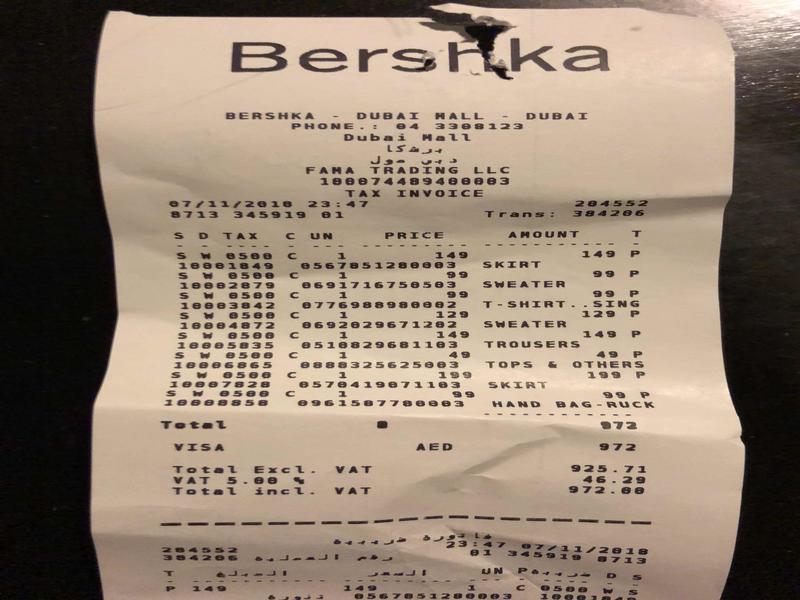 Bershka
BERSHKA - DUBAI MALL - DUBAI
PHONE.: 04 3308123
Dubai Mall
برشكا
دبي مول
FAMA TRADING LLC
100074489400003
TAX INVOICE
07/11/2018 23:47 284552
8713 345919 01 Trans: 384206
S D TAX C UN PRICE AMOUNT T
S W 0500 C 1 149 149 P
10001849 0567851280003 SKIRT
S W 0500 C 1 99 99 P
10002879 0691716750503 SWEATER
S W 0500 C 1 99 99 P
10003842 0776988980002 T-SHIRT..SING
S W 0500 C 1 129 129 P
10004872 0692029671202 SWEATER
S W 0500 C 1 149 149 P
10005835 0510829681103 TROUSERS
S W 0500 C 1 49 49 P
10006865 0888325625003 TOPS & OTHERS
S W 0500 C 1 199 199 P
10007828 0570419071103 SKIRT
S W 0500 C 1 99 99 P
10008858 0961507780003 HAND BAG-RUCK
Total 8 972
VISA AED 972
Total Excl. VAT 925.71
VAT 5.00 % 46.29
Total incl. VAT 972.00
فاتورة ضريبية
284552 23:47 07/11/2018
384206 رقم العملية 01 345919 8713
T المبلغ السعر UN P ضريبة D S
P 149 149 1 C 0500 W S
تنورة 0567851280003 10001849